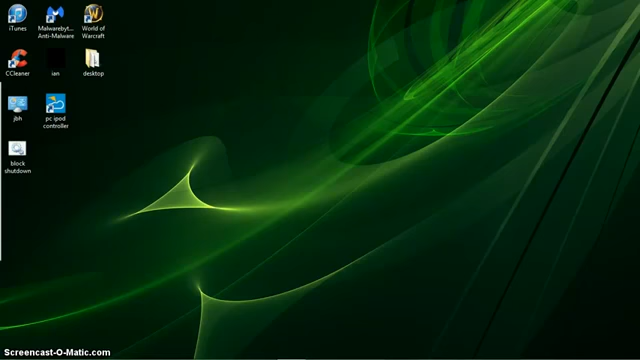 iTunes
Malwarebyt... Anti-Malware
World of Warcraft
CCleaner
ian
desktop
jbh
pc ipod controller
block shutdown
Screencast-O-Matic.com